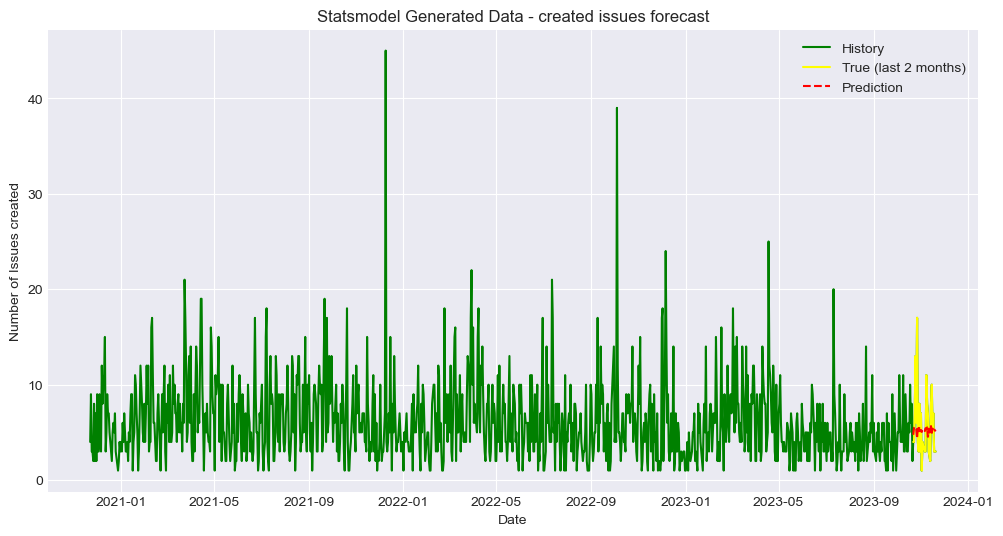 Statsmodel Generated Data - created issues forecast
History
True (last 2 months)
Prediction
Number of Issues created
40
30
20
10
0
2021-01
2021-05
2021-09
2022-01
2022-05
2022-09
2023-01
2023-05
2023-09
2024-01
Date